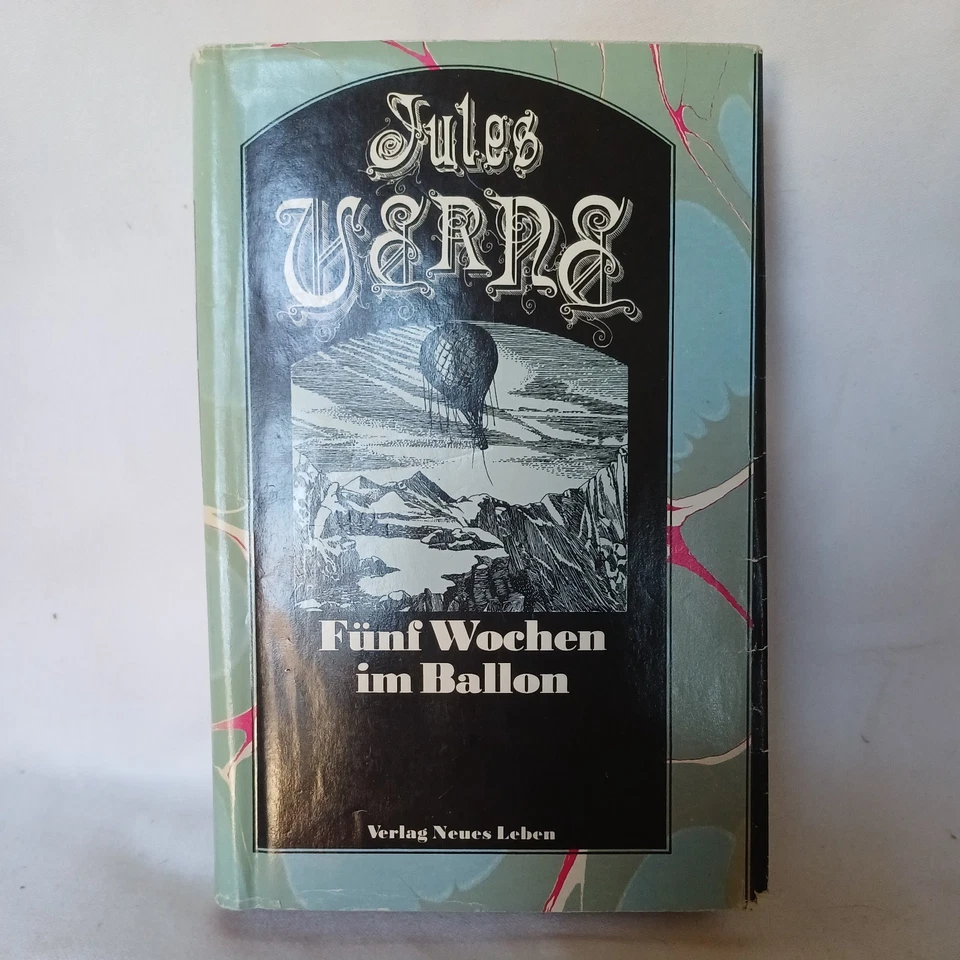 Jules
VERNE
Fünf Wochen
im Ballon
Verlag Neues Leben